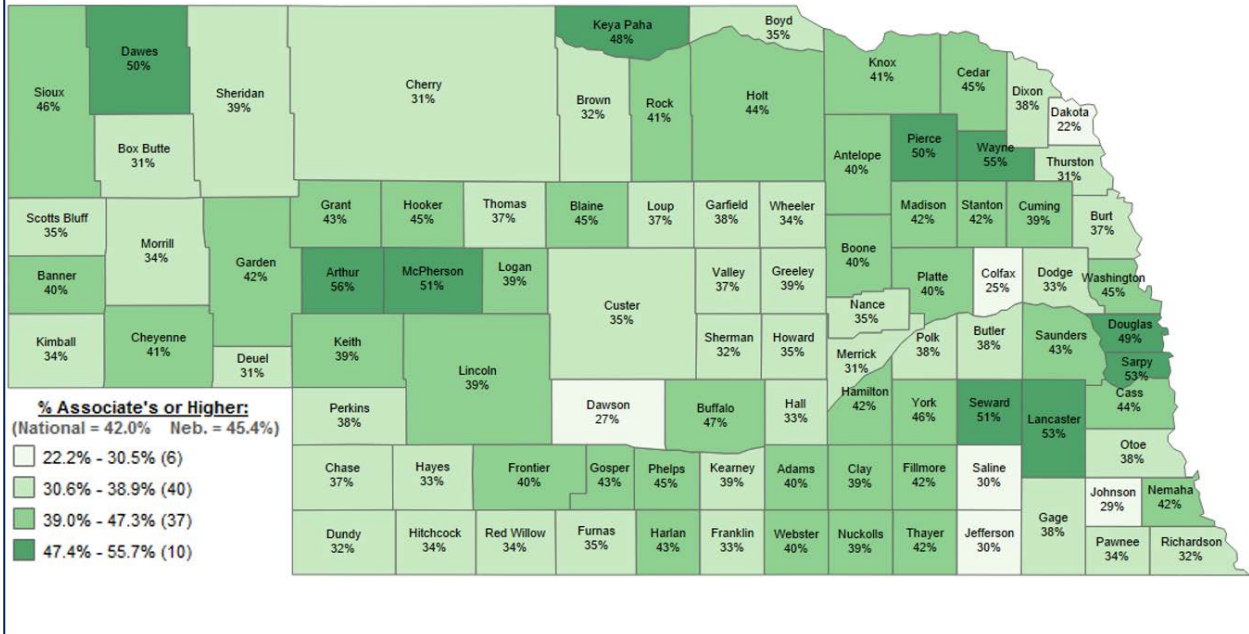 Dawes
50%
Keya Paha
48%
Boyd
35%
Sioux
46%
Sheridan
39%
Cherry
31%
Brown
32%
Rock
41%
Holt
44%
Knox
41%
Cedar
45%
Dixon
38%
Dakota
22%
Box Butte
31%
Antelope
40%
Pierce
50%
Wayne
55%
Thurston
31%
Scotts Bluff
35%
Morrill
34%
Garden
42%
Grant
43%
Hooker
45%
Thomas
37%
Blaine
45%
Loup
37%
Garfield
38%
Wheeler
34%
Madison
42%
Stanton
42%
Cuming
39%
Burt
37%
Banner
40%
Arthur
56%
McPherson
51%
Logan
39%
Custer
35%
Valley
37%
Greeley
39%
Boone
40%
Platte
40%
Colfax
25%
Dodge
33%
Washington
45%
Nance
35%
Kimball
34%
Cheyenne
41%
Deuel
31%
Keith
39%
Lincoln
39%
Sherman
32%
Howard
35%
Merrick
31%
Polk
38%
Butler
38%
Saunders
43%
Douglas
49%
Sarpy
53%
Cass
44%
Perkins
38%
Dawson
27%
Buffalo
47%
Hall
33%
Hamilton
42%
York
46%
Seward
51%
Lancaster
53%
Otoe
38%
Chase
37%
Hayes
33%
Frontier
40%
Gosper
43%
Phelps
45%
Kearney
39%
Adams
40%
Clay
39%
Fillmore
42%
Saline
30%
Johnson
29%
Nemaha
42%
Dundy
32%
Hitchcock
34%
Red Willow
34%
Furnas
35%
Harlan
43%
Franklin
33%
Webster
40%
Nuckolls
39%
Thayer
42%
Jefferson
30%
Gage
38%
Pawnee
34%
Richardson
32%
% Associate's or Higher:
(National = 42.0% Neb. = 45.4%)
22.2% - 30.5% (6)
30.6% - 38.9% (40)
39.0% - 47.3% (37)
47.4% - 55.7% (10)